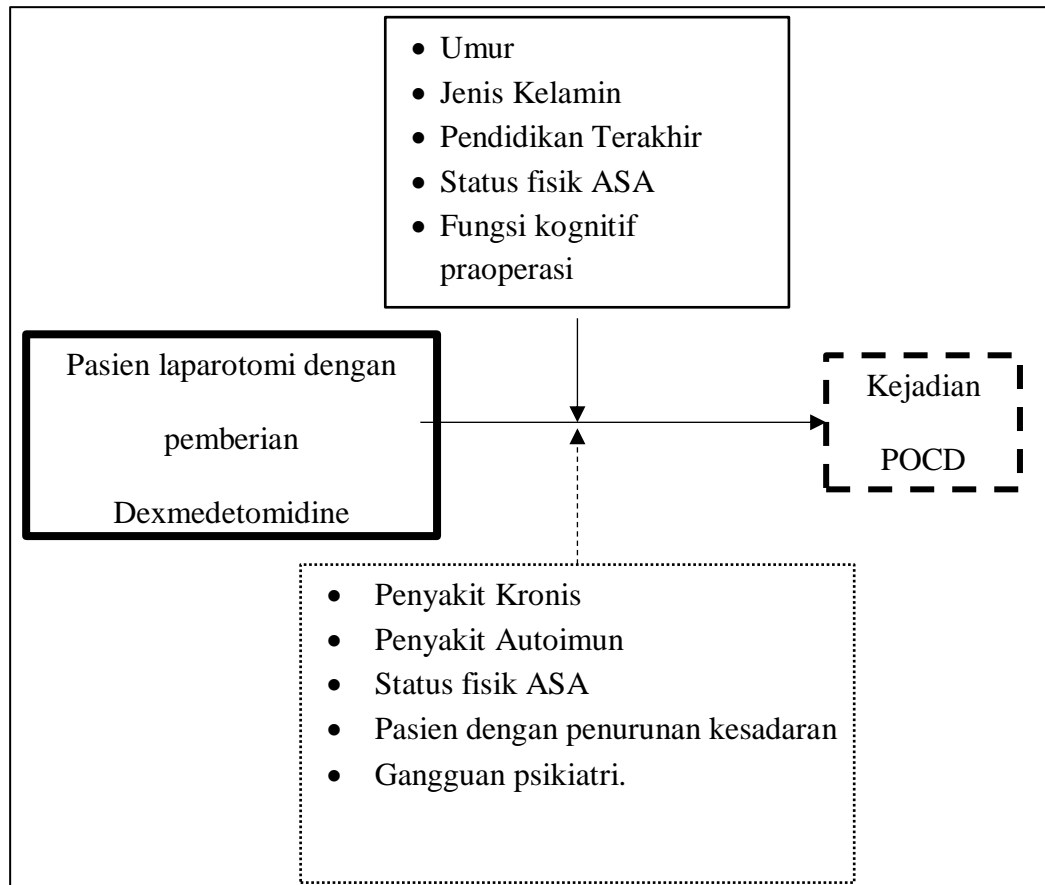 • Umur
• Jenis Kelamin
• Pendidikan Terakhir
• Status fisik ASA
• Fungsi kognitif
praoperasi
Pasien laparotomi dengan
pemberian
Dexmedetomidine
Kejadian
POCD
• Penyakit Kronis
• Penyakit Autoimun
• Status fisik ASA
• Pasien dengan penurunan kesadaran
• Gangguan psikiatri.